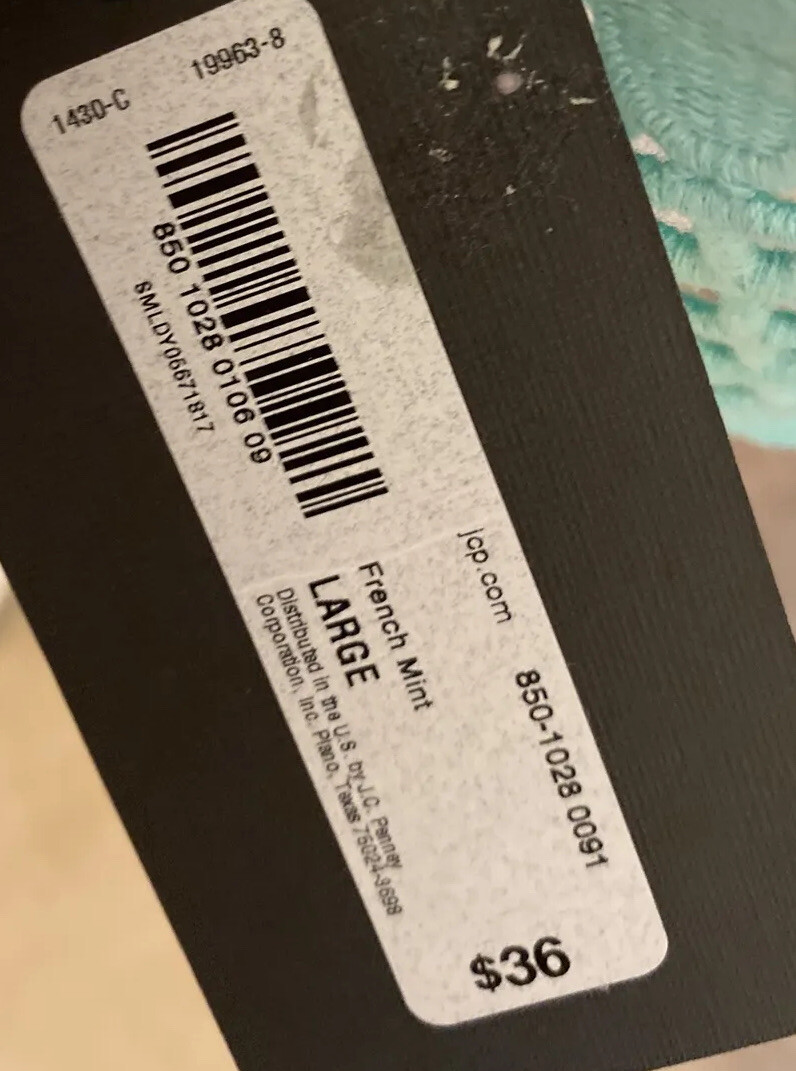 1430-C 19963-8
850 1028 0106 09
SMLDY06671817
jcp.com 850-1028 0091
French Mint
LARGE
Distributed in the U.S. by J.C. Penney
Corporation, Inc. Plano, Texas 75024-3698
$36